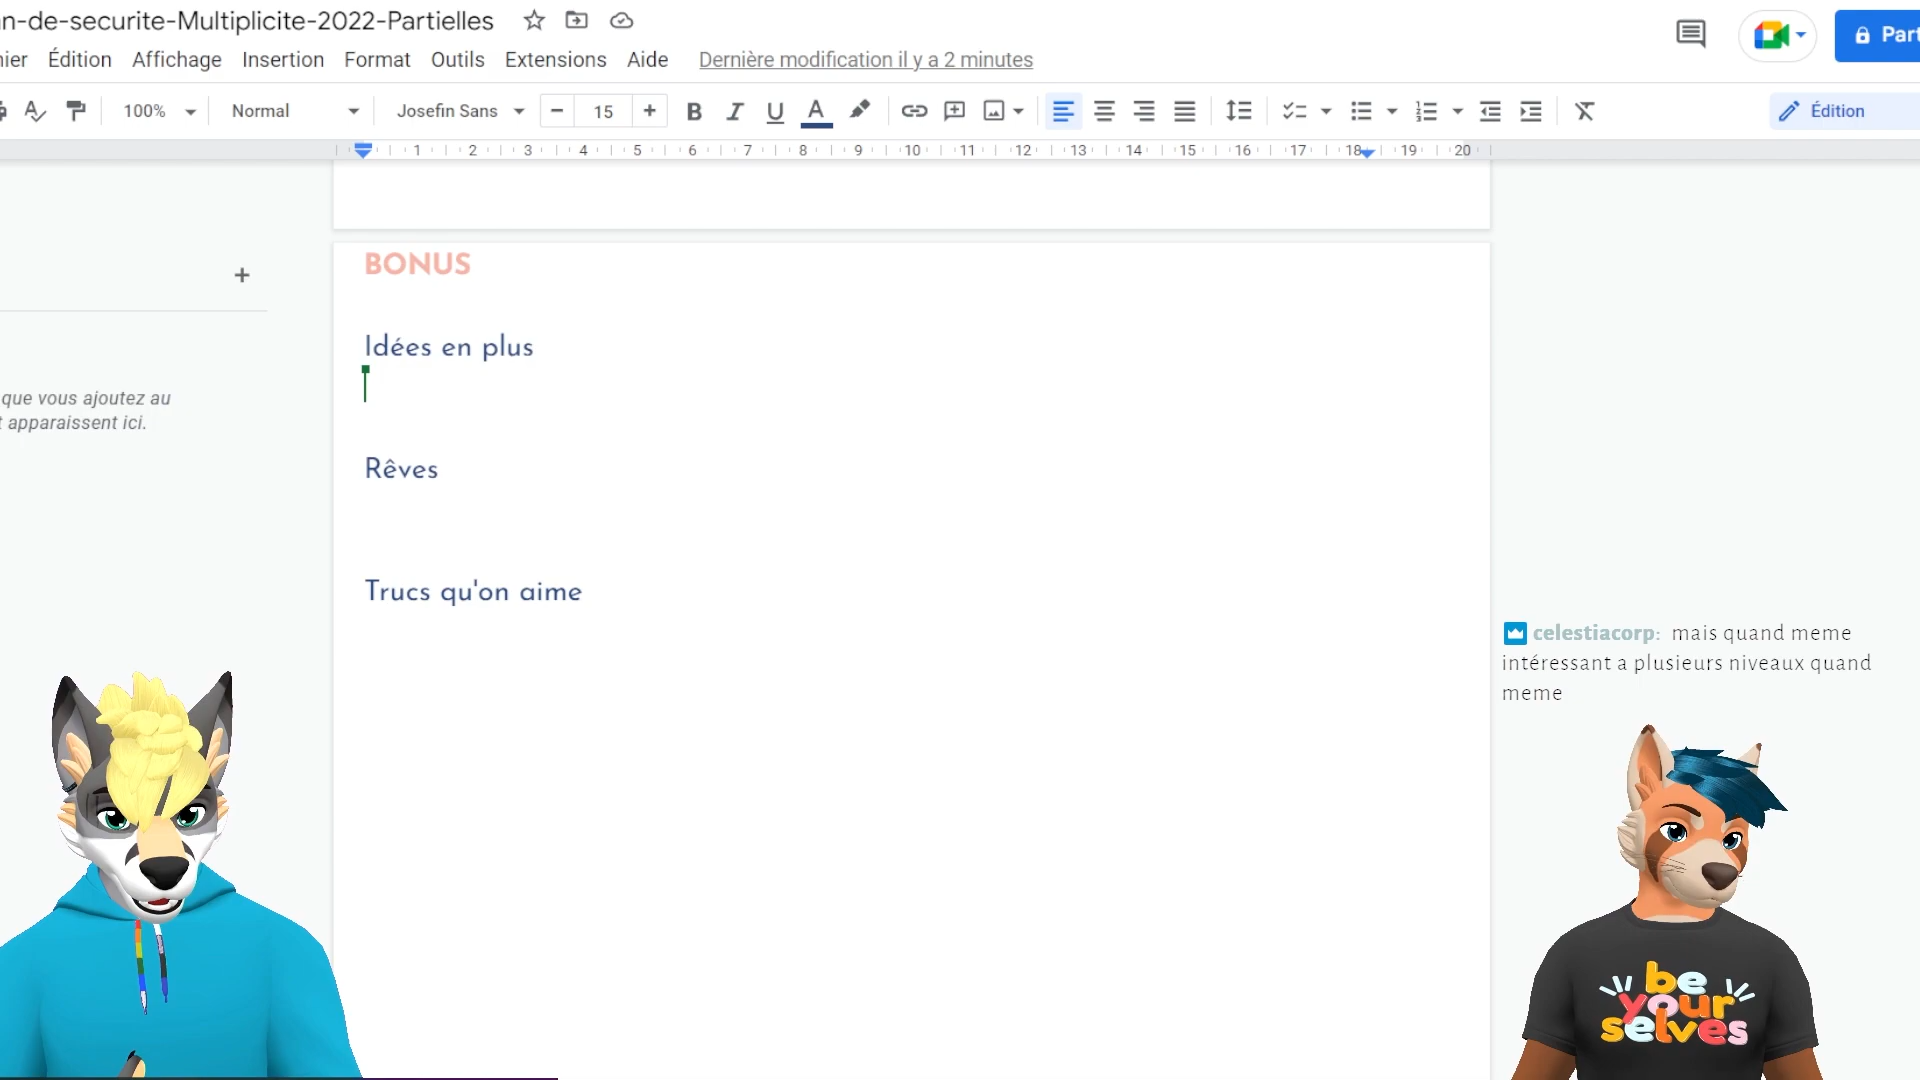 n-de-securite-Multiplicite-2022-Partielles
ier Édition Affichage Insertion Format Outils Extensions Aide Dernière modification il y a 2 minutes
Part
100% Normal Josefin Sans − 15 + B I U A Édition
1 2 3 4 5 6 7 8 9 10 11 12 13 14 15 16 17 18 19 20
BONUS
Idées en plus
que vous ajoutez au
t apparaissent ici.
Rêves
Trucs qu'on aime
celestiacorp: mais quand meme
intéressant a plusieurs niveaux quand
meme
be
your
selves